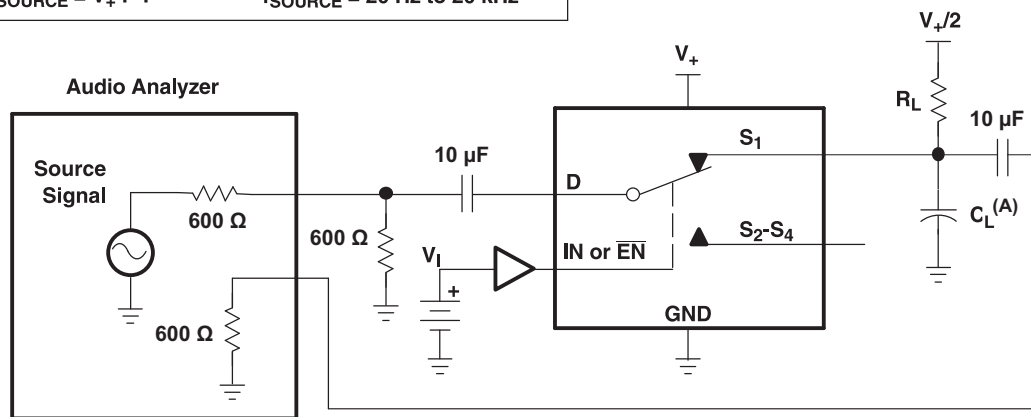 SOURCE = V+ P-P
fSOURCE = 20 Hz to 20 kHz
V+/2
Audio Analyzer
V+
RL
10 µF
Source
Signal
10 µF
S1
D
600 Ω
600 Ω
CL(A)
S2-S4
VI
IN or EN
+
600 Ω
GND